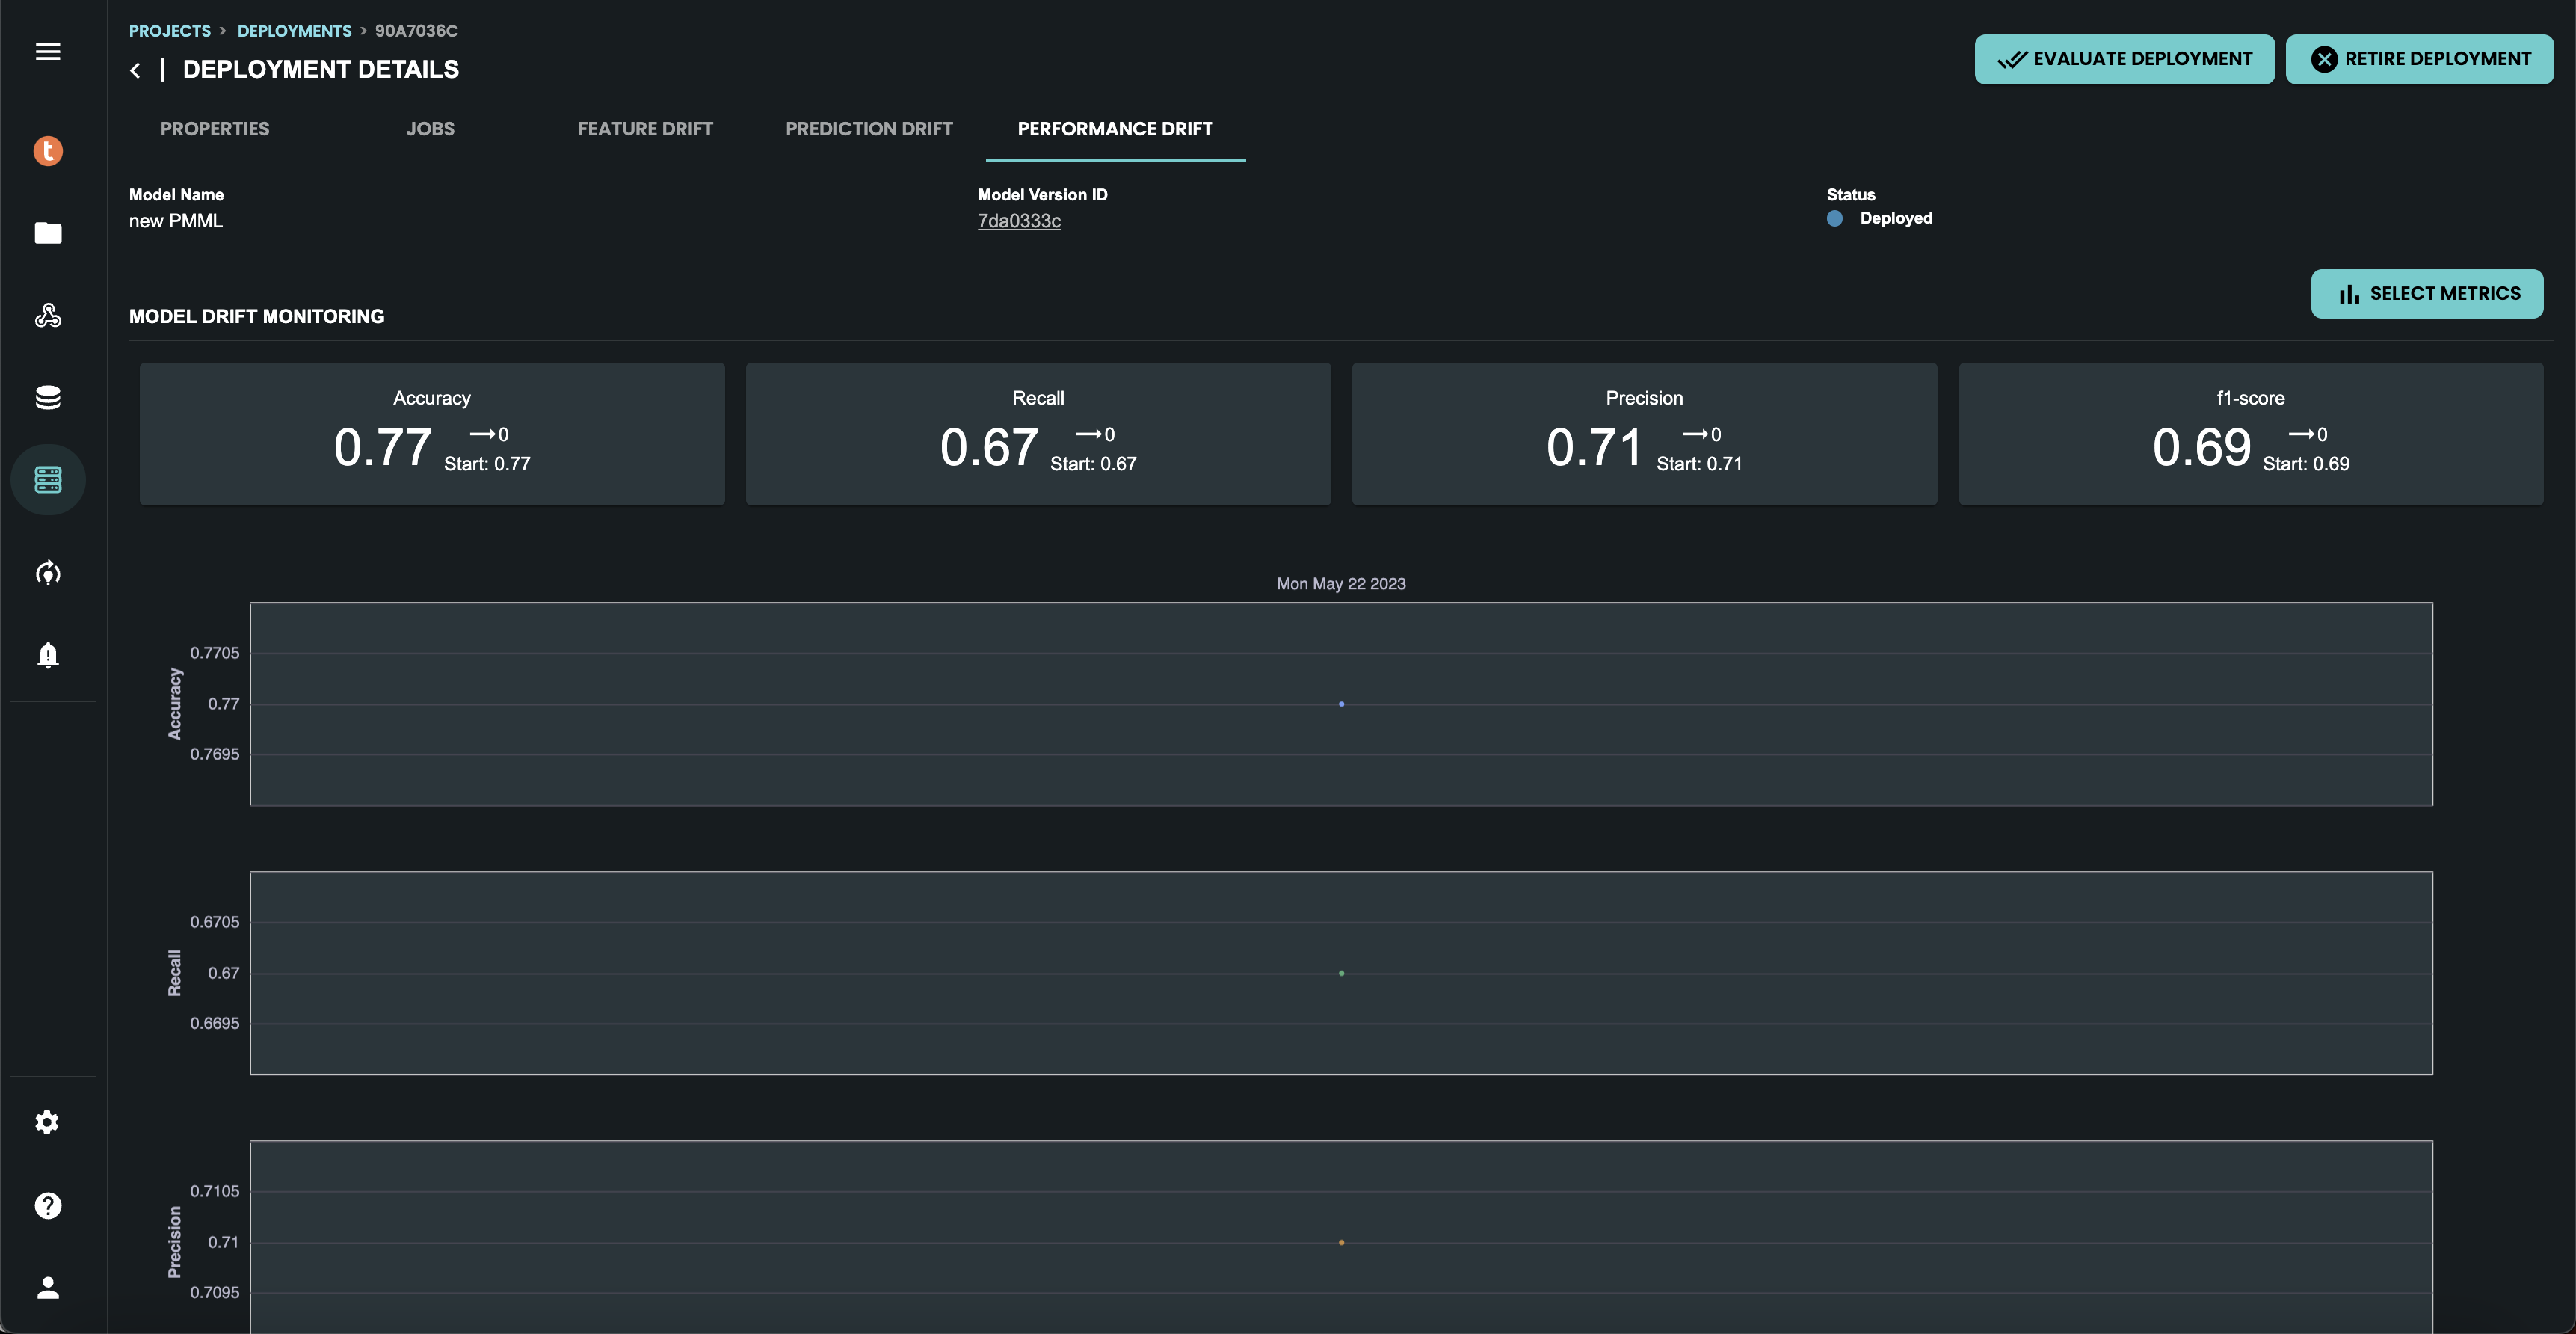 PROJECTS > DEPLOYMENTS > 90A7036C
DEPLOYMENT DETAILS
EVALUATE DEPLOYMENT
RETIRE DEPLOYMENT
PROPERTIES
JOBS
FEATURE DRIFT
PREDICTION DRIFT
PERFORMANCE DRIFT
t
Model Name
new PMML
Model Version ID
7da0333c
Status
Deployed
MODEL DRIFT MONITORING
SELECT METRICS
Accuracy
0.77
→0
Start: 0.77
Recall
0.67
→0
Start: 0.67
Precision
0.71
→0
Start: 0.71
f1-score
0.69
→0
Start: 0.69
Mon May 22 2023
Accuracy
0.7705
0.77
0.7695
Recall
0.6705
0.67
0.6695
Precision
0.7105
0.71
0.7095